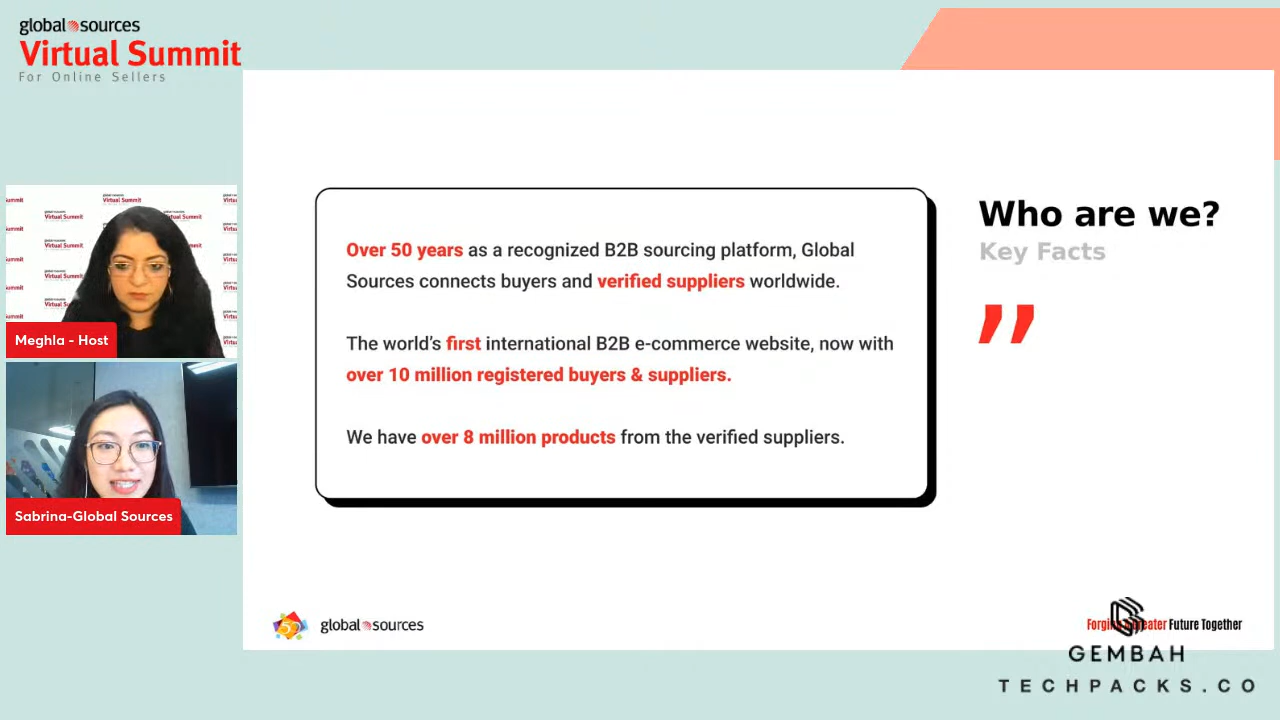 global sources
Virtual Summit
For Online Sellers
Meghla - Host
Sabrina-Global Sources
Over 50 years as a recognized B2B sourcing platform, Global
Sources connects buyers and verified suppliers worldwide.
The world's first international B2B e-commerce website, now with
over 10 million registered buyers & suppliers.
We have over 8 million products from the verified suppliers.
Who are we?
Key Facts
”
50
global sources
Future Together
GEMBAH
TECHPACKS.CO